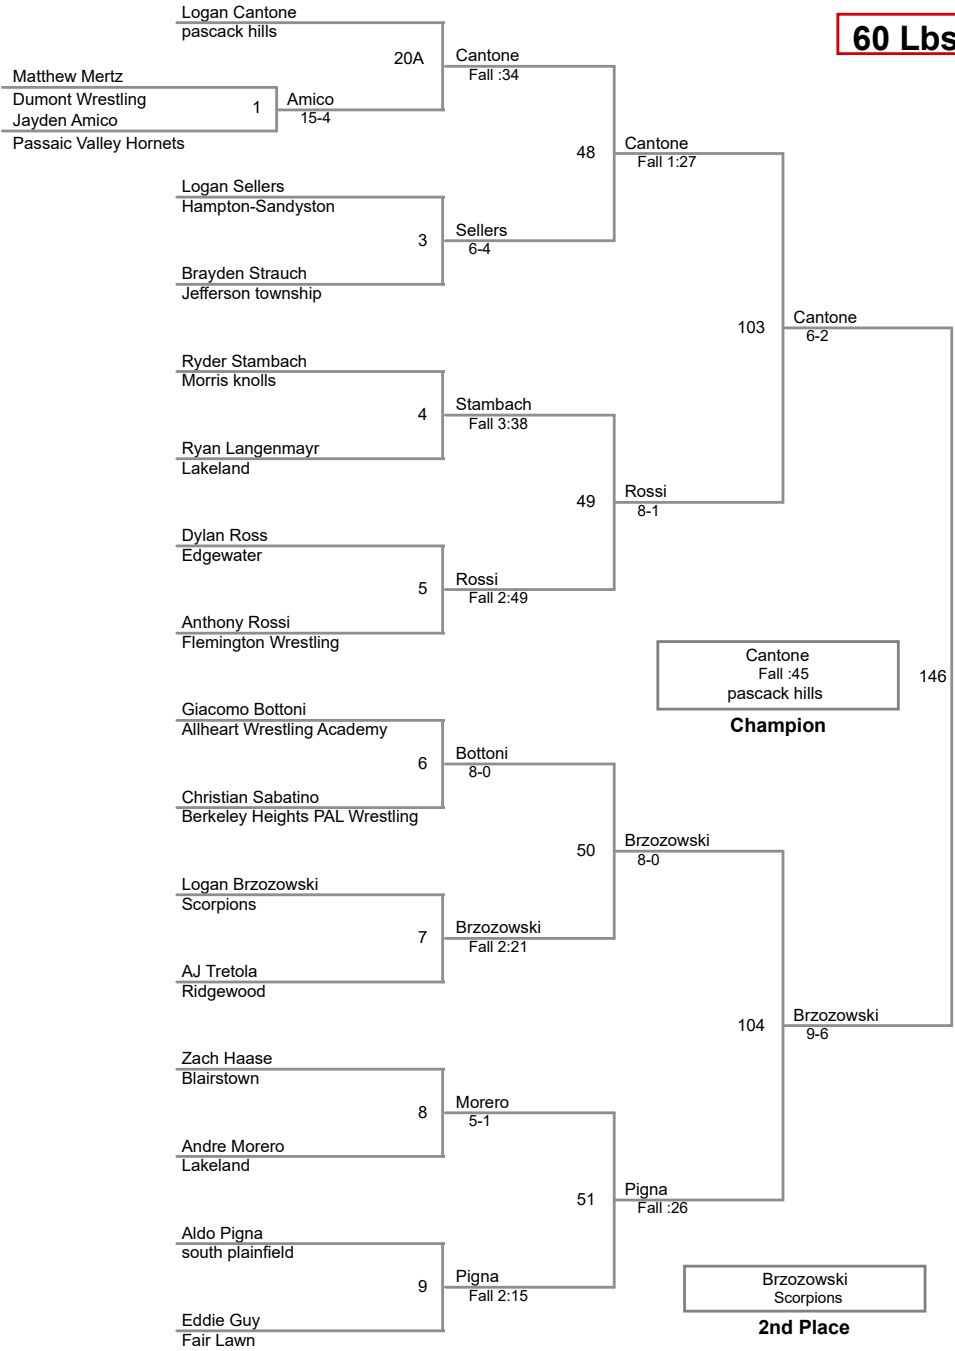 Logan Cantone
pascack hills
60 Lbs
20A
Cantone
Fall :34
Matthew Mertz
Dumont Wrestling
1
Amico
15-4
Jayden Amico
Passaic Valley Hornets
48
Cantone
Fall 1:27
Logan Sellers
Hampton-Sandyston
3
Sellers
6-4
Brayden Strauch
Jefferson township
103
Cantone
6-2
Ryder Stambach
Morris knolls
4
Stambach
Fall 3:38
Ryan Langenmayr
Lakeland
49
Rossi
8-1
Dylan Ross
Edgewater
5
Rossi
Fall 2:49
Anthony Rossi
Flemington Wrestling
Cantone
Fall :45
pascack hills
Champion
146
Giacomo Bottoni
Allheart Wrestling Academy
6
Bottoni
8-0
Christian Sabatino
Berkeley Heights PAL Wrestling
50
Brzozowski
8-0
Logan Brzozowski
Scorpions
7
Brzozowski
Fall 2:21
AJ Tretola
Ridgewood
104
Brzozowski
9-6
Zach Haase
Blairstown
8
Morero
5-1
Andre Morero
Lakeland
51
Pigna
Fall :26
Aldo Pigna
south plainfield
9
Pigna
Fall 2:15
Eddie Guy
Fair Lawn
Brzozowski
Scorpions
2nd Place